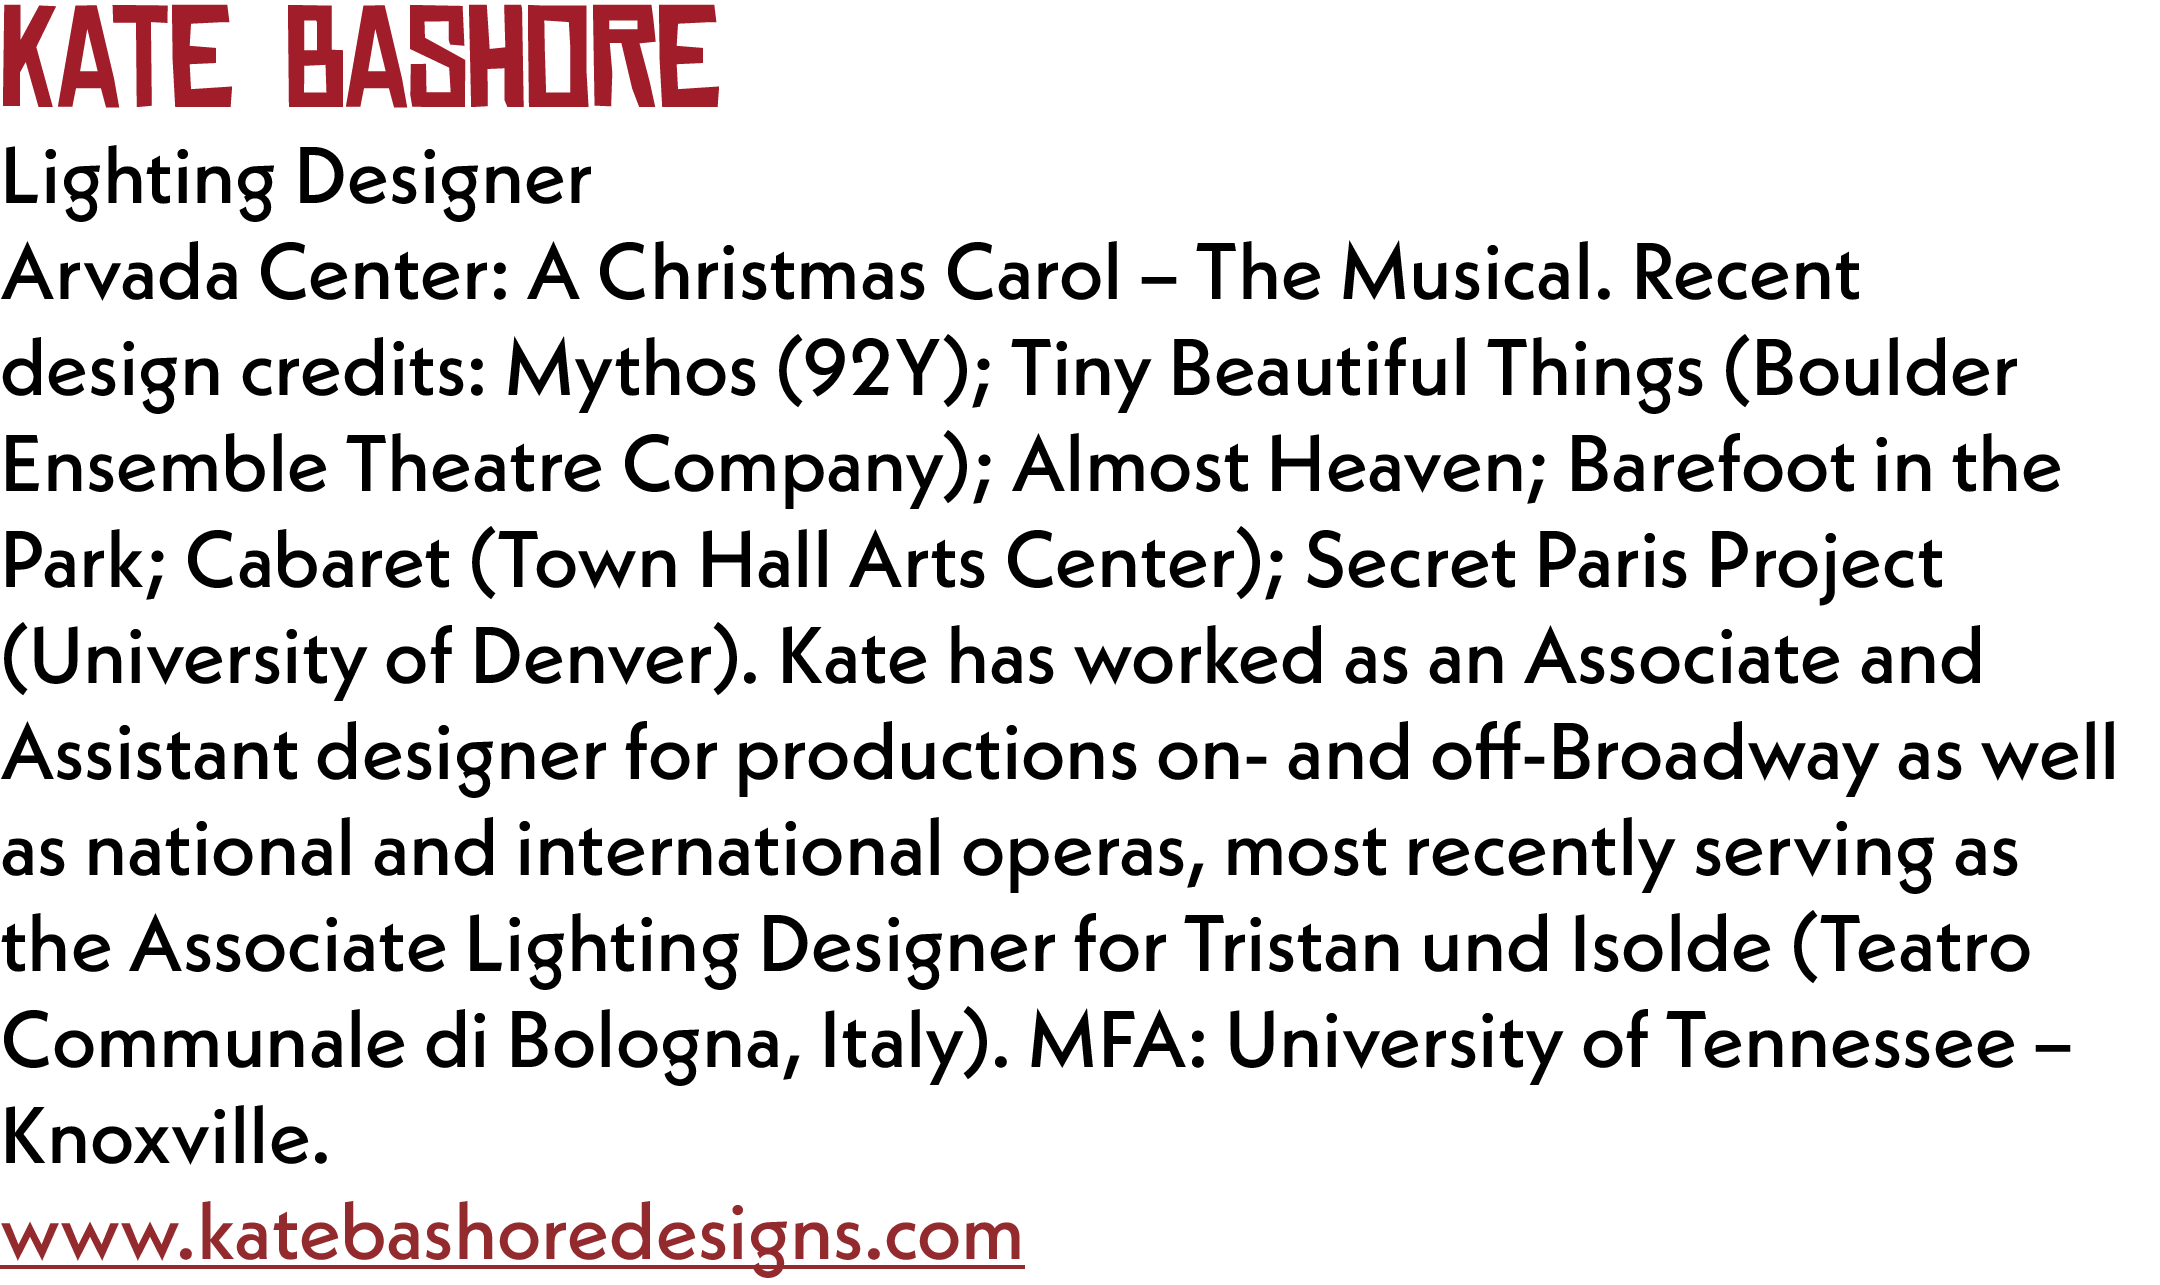 KATE BASHORE
Lighting Designer
Arvada Center: A Christmas Carol – The Musical. Recent
design credits: Mythos (92Y); Tiny Beautiful Things (Boulder
Ensemble Theatre Company); Almost Heaven; Barefoot in the
Park; Cabaret (Town Hall Arts Center); Secret Paris Project
(University of Denver). Kate has worked as an Associate and
Assistant designer for productions on- and off-Broadway as well
as national and international operas, most recently serving as
the Associate Lighting Designer for Tristan und Isolde (Teatro
Communale di Bologna, Italy). MFA: University of Tennessee –
Knoxville.
www.katebashoredesigns.com